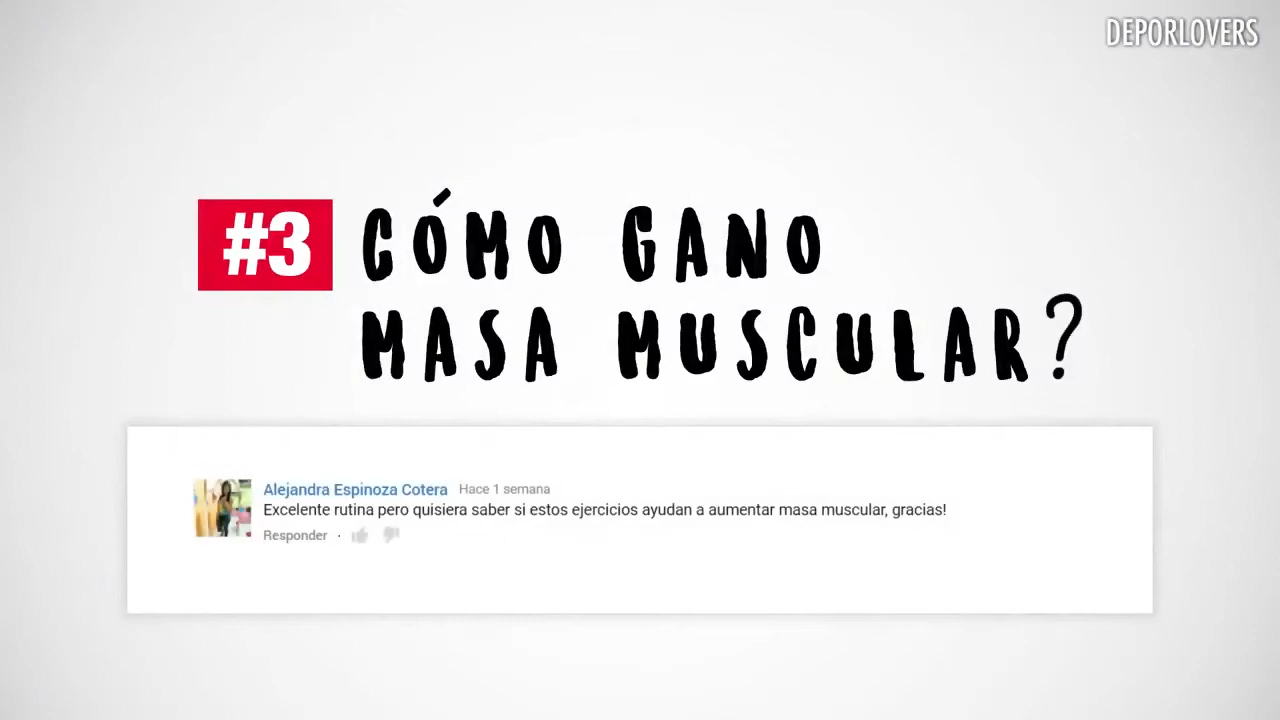 DEPORLOVERS
#3 CÓMO GANO
MASA MUSCULAR?
Alejandra Espinoza Cotera Hace 1 semana
Excelente rutina pero quisiera saber si estos ejercicios ayudan a aumentar masa muscular, gracias!
Responder ·